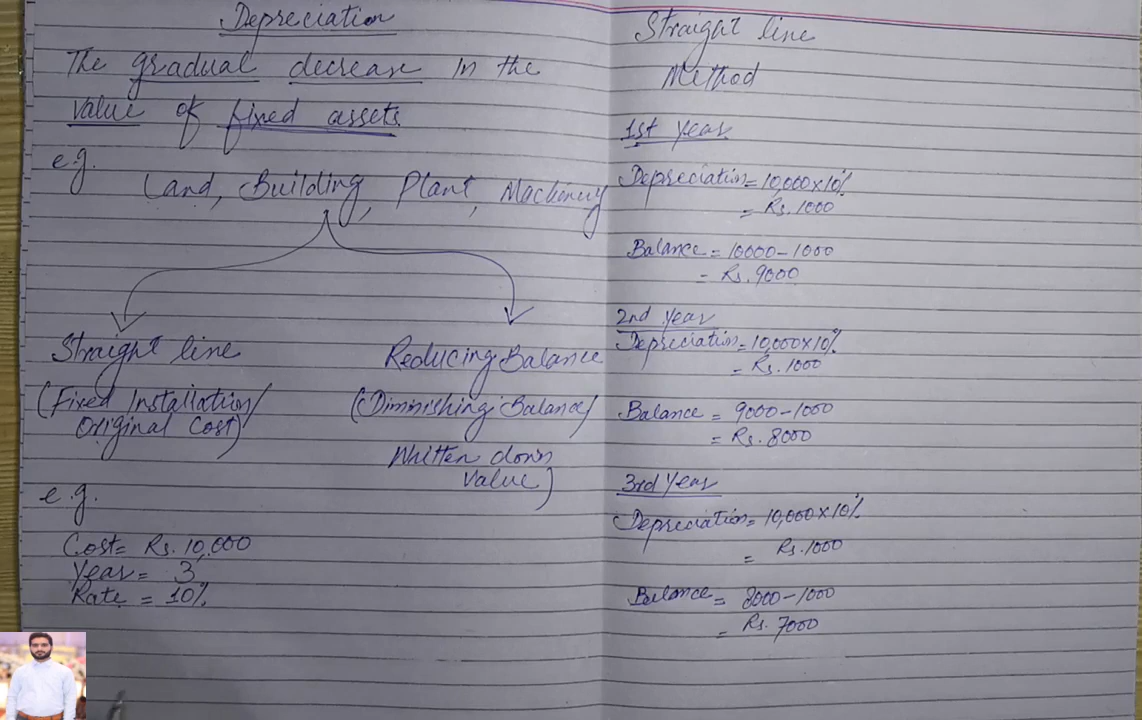 Depreciation
The gradual decrease in the
value of fixed assets
e.g.
Land, Building, Plant, Machinery
Straight line
(Fixed Installation/
Original Cost)
Reducing Balance
(Diminishing Balance/
Written down
value)
e.g.
Cost = Rs. 10,000
Year = 3
Rate = 10%
Straight line
Method
1st year
Depreciation = 10,000 x 10%
= Rs. 1000
Balance = 10000 - 1000
= Rs. 9000
2nd year
Depreciation = 10,000 x 10%
= Rs. 1000
Balance = 9000 - 1000
= Rs. 8000
3rd year
Depreciation = 10,000 x 10%
= Rs. 1000
Balance = 8000 - 1000
= Rs. 7000